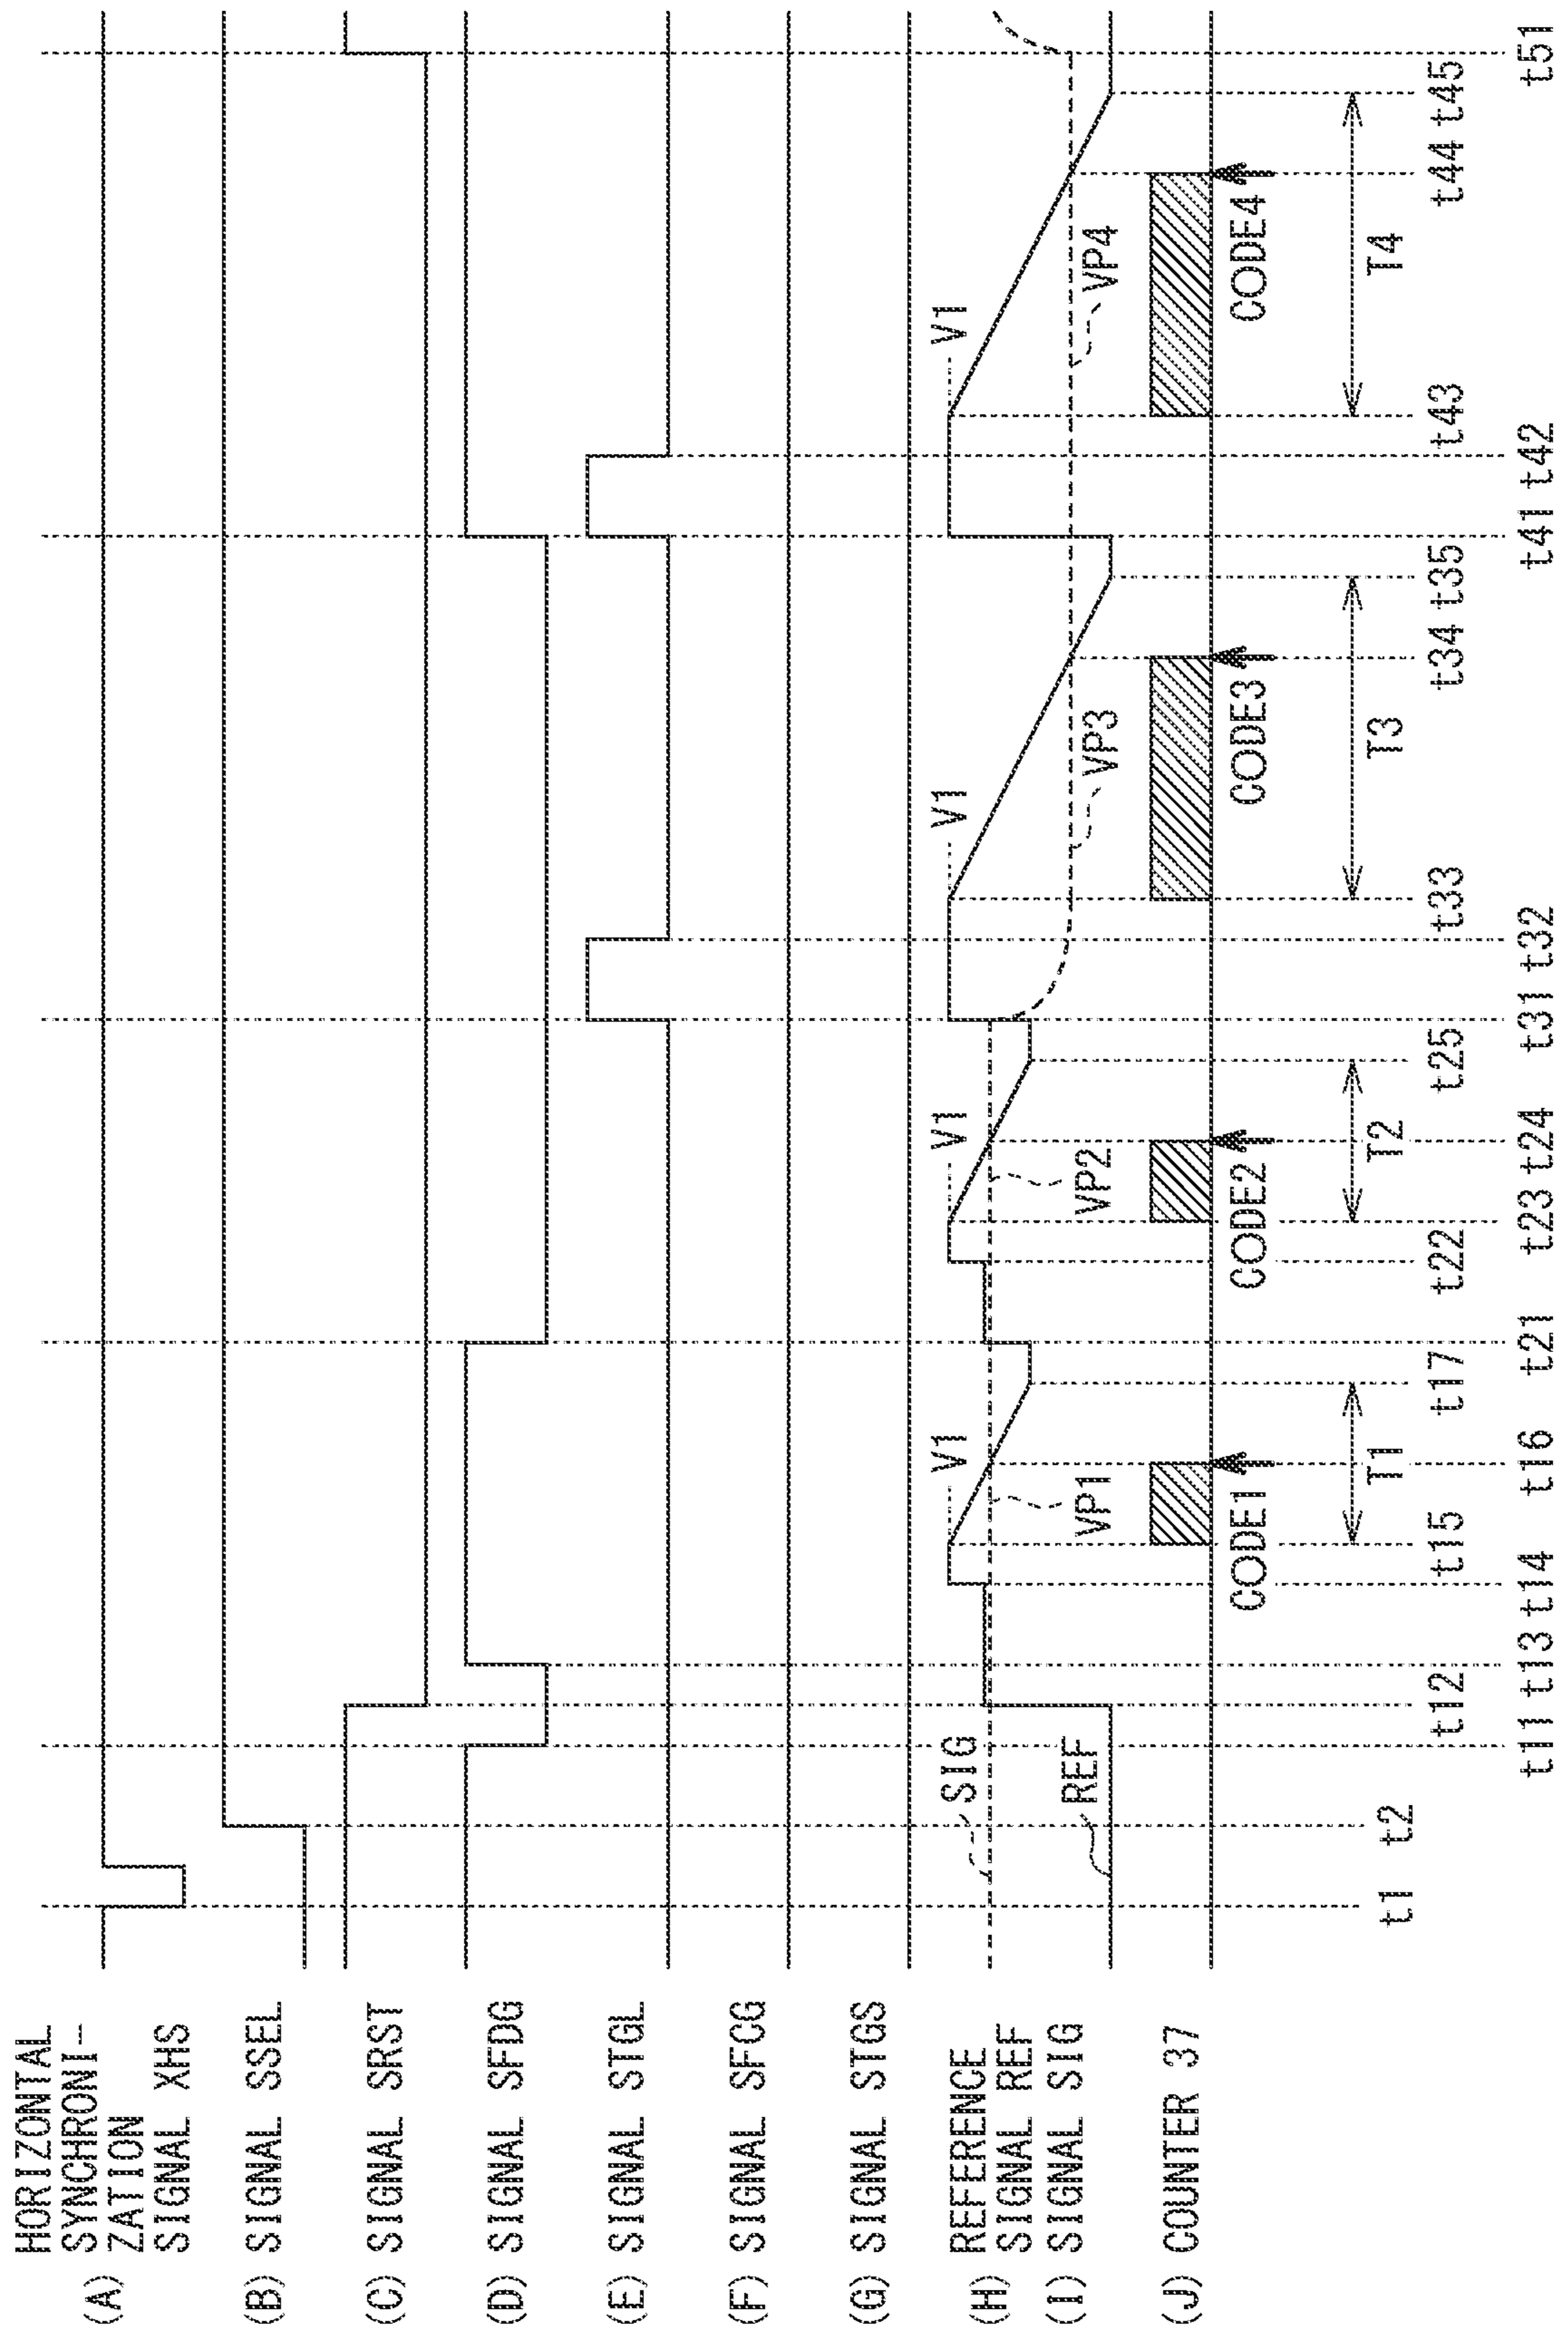 HORIZONTAL
SYNCHRONI-
ZATION
(A) SIGNAL XHS
(B) SIGNAL SSEL
(C) SIGNAL SRST
(D) SIGNAL SFDG
(E) SIGNAL STGL
(F) SIGNAL SFCG
(G) SIGNAL STGS
REFERENCE
(H) SIGNAL REF
(I) SIGNAL SIG
(J) COUNTER 37
SIG
REF
V1 V1 V1 V1
VP1 VP2 VP3 VP4
CODE1 CODE2 CODE3 CODE4
T1 T2 T3 T4
t1 t2
t12 t15 t17 t22 t25 t33 t34 t35 t43 t44 t45
t11 t13 t14 t16 t21 t23 t24 t31 t32 t41 t42 t51